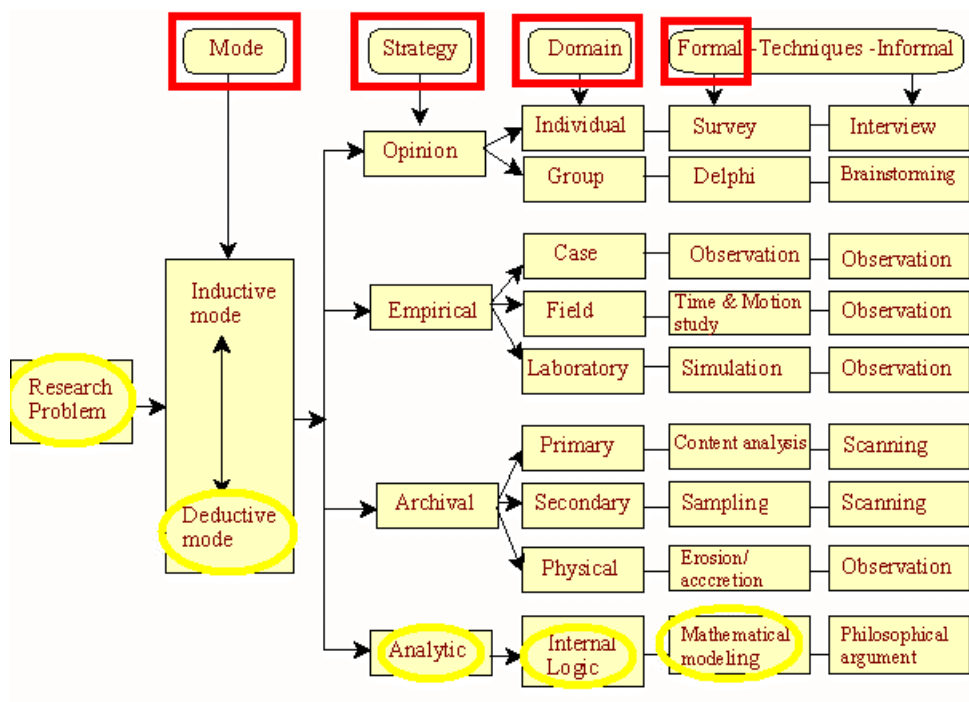 Mode
Strategy
Domain
Formal -Techniques -Informal
Opinion
Individual
Survey
Interview
Group
Delphi
Brainstorming
Inductive
mode
Empirical
Case
Observation
Observation
Field
Time & Motion
study
Observation
Laboratory
Simulation
Observation
Research
Problem
Deductive
mode
Archival
Primary
Content analysis
Scanning
Secondary
Sampling
Scanning
Physical
Erosion/
acccretion
Observation
Analytic
Internal
Logic
Mathematical
modeling
Philosophical
argument